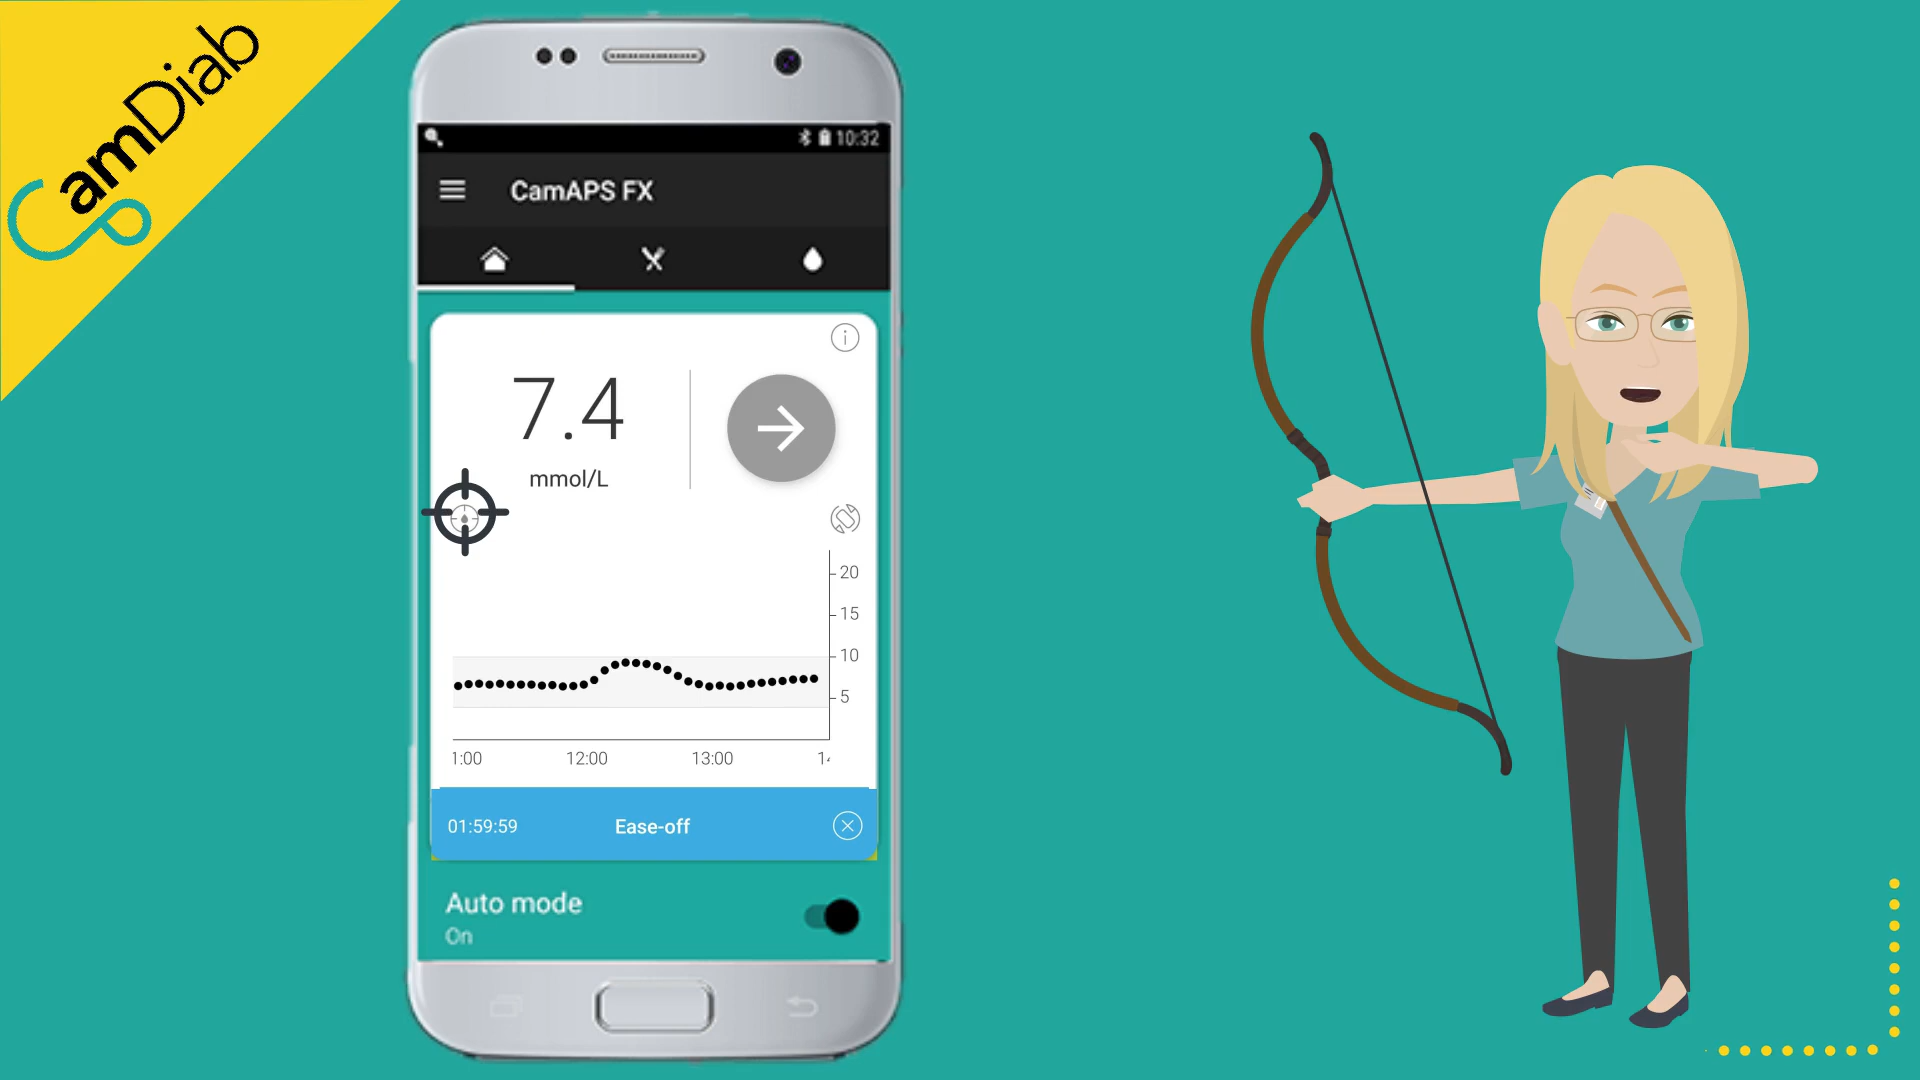 CamDiab
10:32
CamAPS FX
7.4
mmol/L
20
15
10
5
1:00 12:00 13:00
01:59:59 Ease-off
Auto mode
On